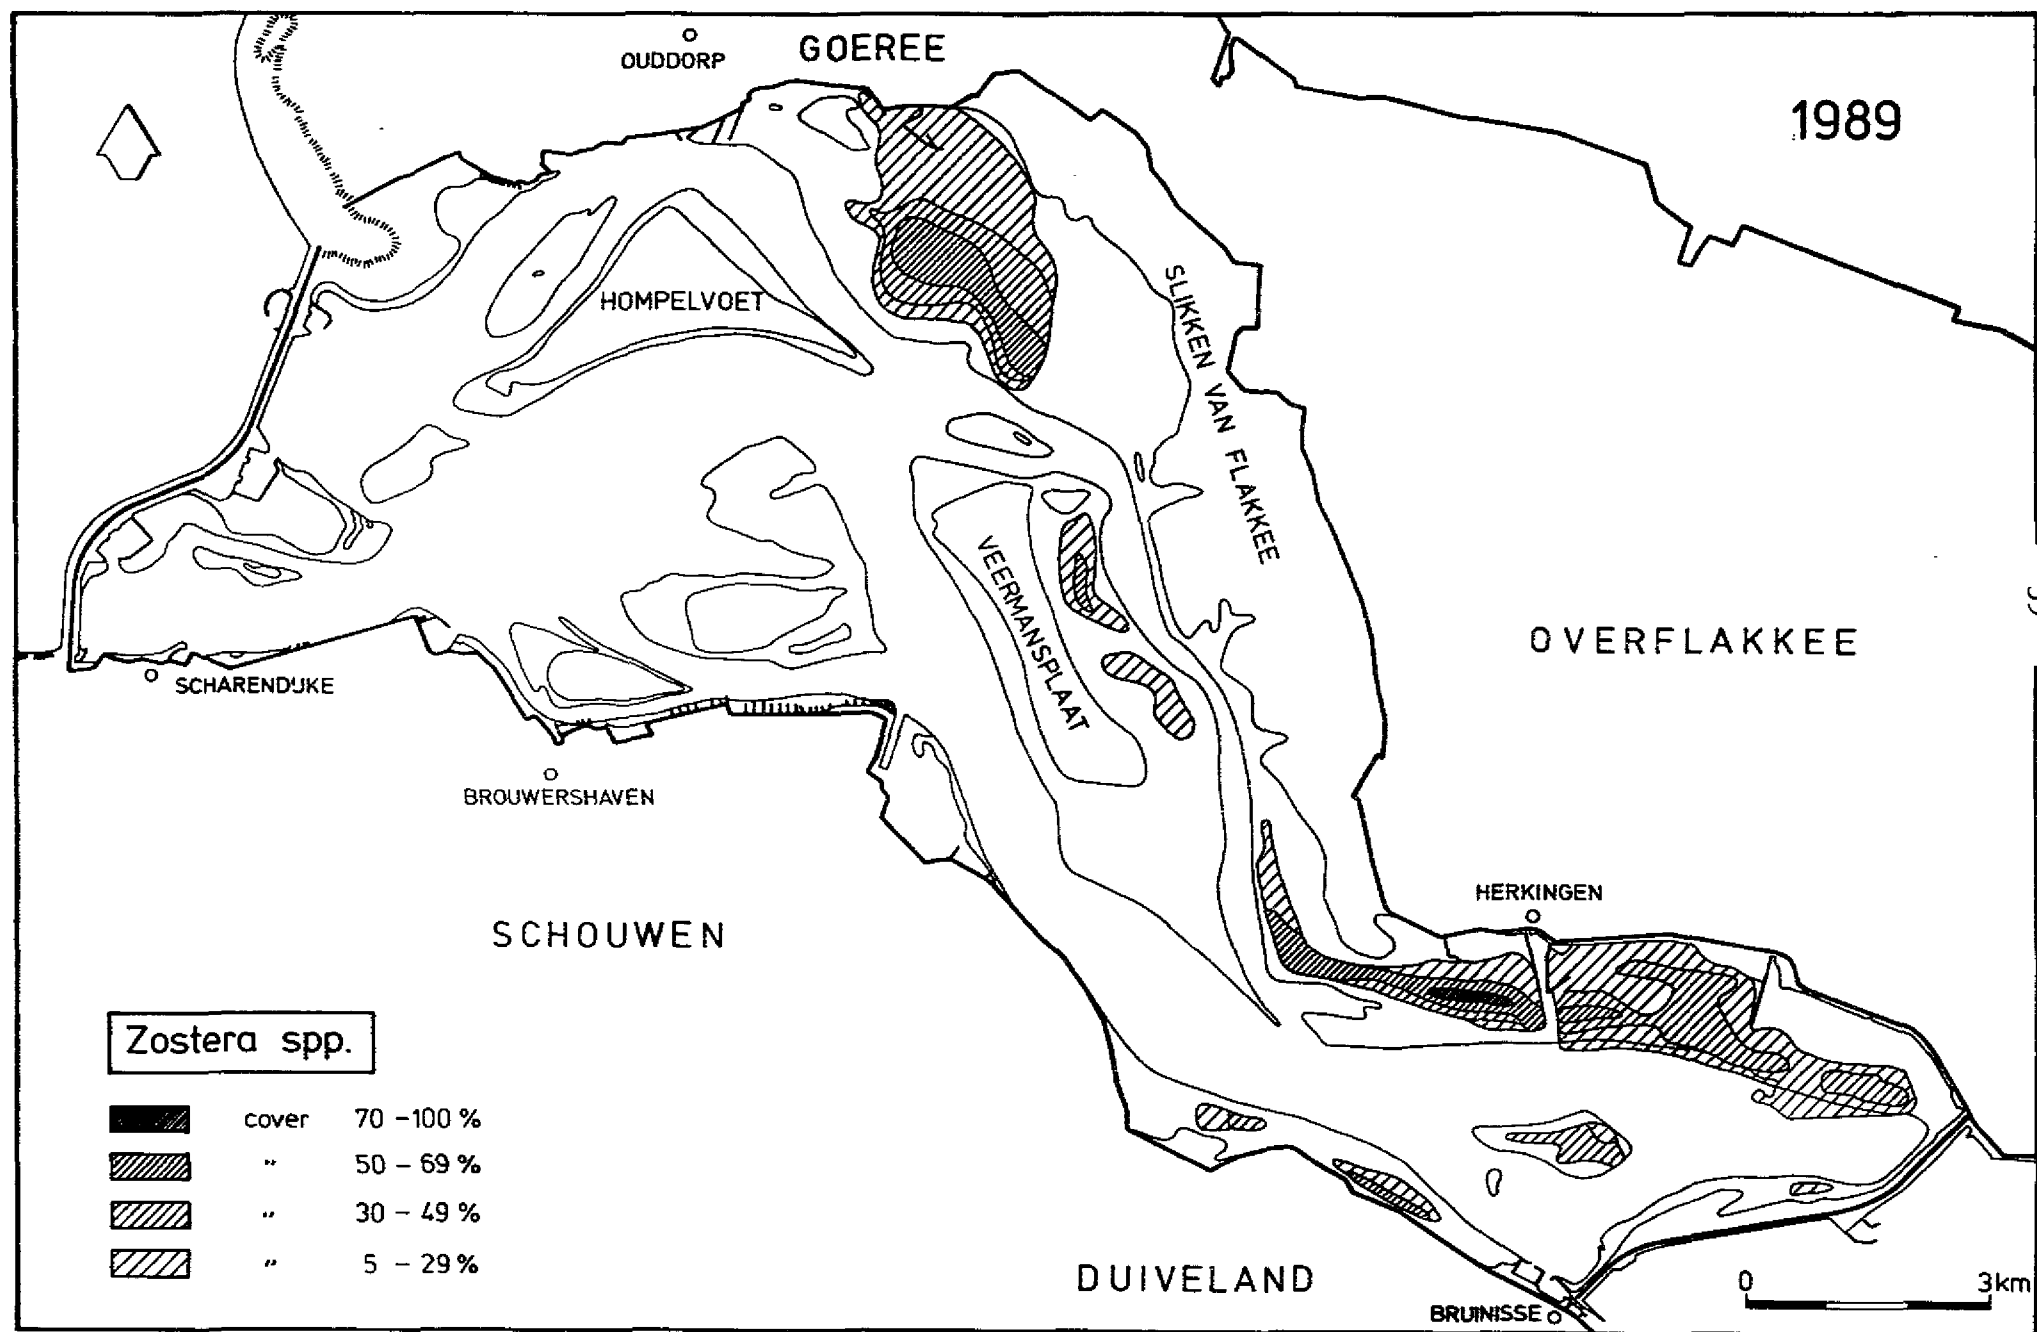 GOEREE
OUDDORP
1989
HOMPELVOET
SLIKKEN VAN FLAKKEE
VEERMANSPLAAT
OVERFLAKKEE
SCHARENDIJKE
BROUWERSHAVEN
HERKINGEN
SCHOUWEN
Zostera spp.
cover 70 - 100 %
" 50 - 69 %
" 30 - 49 %
" 5 - 29 %
DUIVELAND
BRUINISSE
0 3km